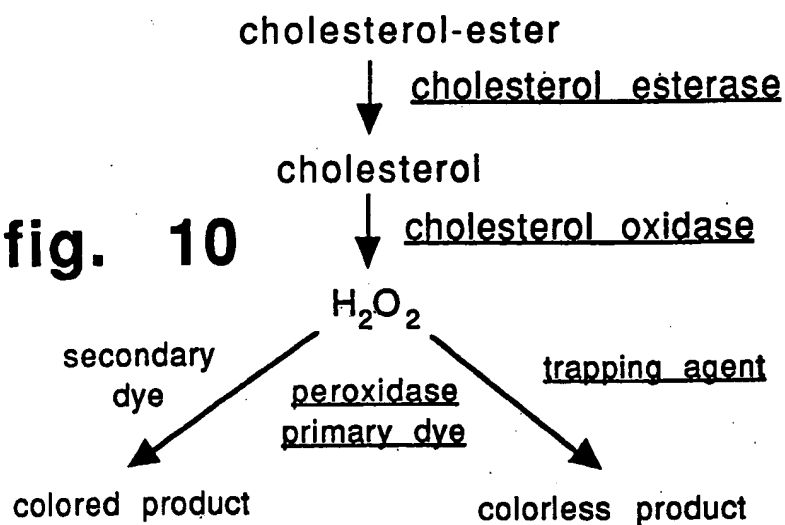 cholesterol-ester
cholesterol esterase
cholesterol
fig. 10
cholesterol oxidase
H₂O₂
secondary
dye
peroxidase
primary dye
trapping agent
colored product
colorless product